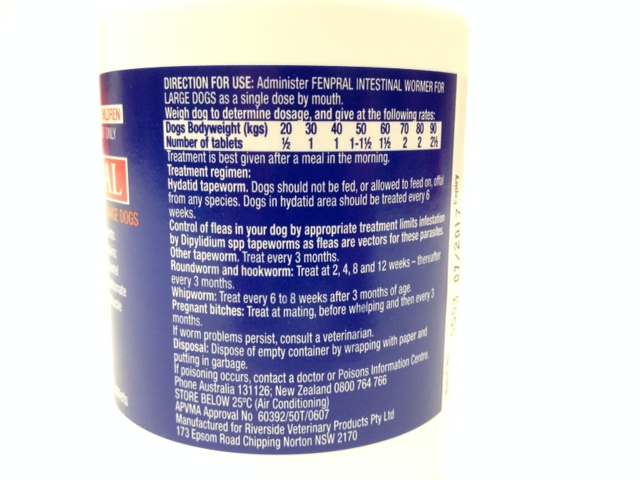 DIRECTION FOR USE: Administer FENPRAL INTESTINAL WORMER FOR
LARGE DOGS as a single dose by mouth.
Weigh dog to determine dosage, and give at the following rates:
Dogs Bodyweight (kgs) 20 30 40 50 60 70 80 90
Number of tablets ½ 1 1 1-1½ 1½ 2 2 2½
Treatment is best given after a meal in the morning.
Treatment regimen:
Hydatid tapeworm. Dogs should not be fed, or allowed to feed on, offal
from any species. Dogs in hydatid area should be treated every 6
weeks.
Control of fleas in your dog by appropriate treatment limits infestation
by Dipylidium spp tapeworms as fleas are vectors for these parasites.
Other tapeworm. Treat every 3 months.
Roundworm and hookworm: Treat at 2, 4, 8 and 12 weeks – thereafter
every 3 months.
Whipworm: Treat every 6 to 8 weeks after 3 months of age.
Pregnant bitches: Treat at mating, before whelping and then every 3
months.
If worm problems persist, consult a veterinarian.
Disposal: Dispose of empty container by wrapping with paper and
putting in garbage.
If poisoning occurs, contact a doctor or Poisons Information Centre.
Phone Australia 131126; New Zealand 0800 764 766
STORE BELOW 25°C (Air Conditioning)
APVMA Approval No 60392/50T/0607
Manufactured for Riverside Veterinary Products Pty Ltd
173 Epsom Road Chipping Norton NSW 2170
ONLY
AL
LARGE DOGS
07/2017 Expiry